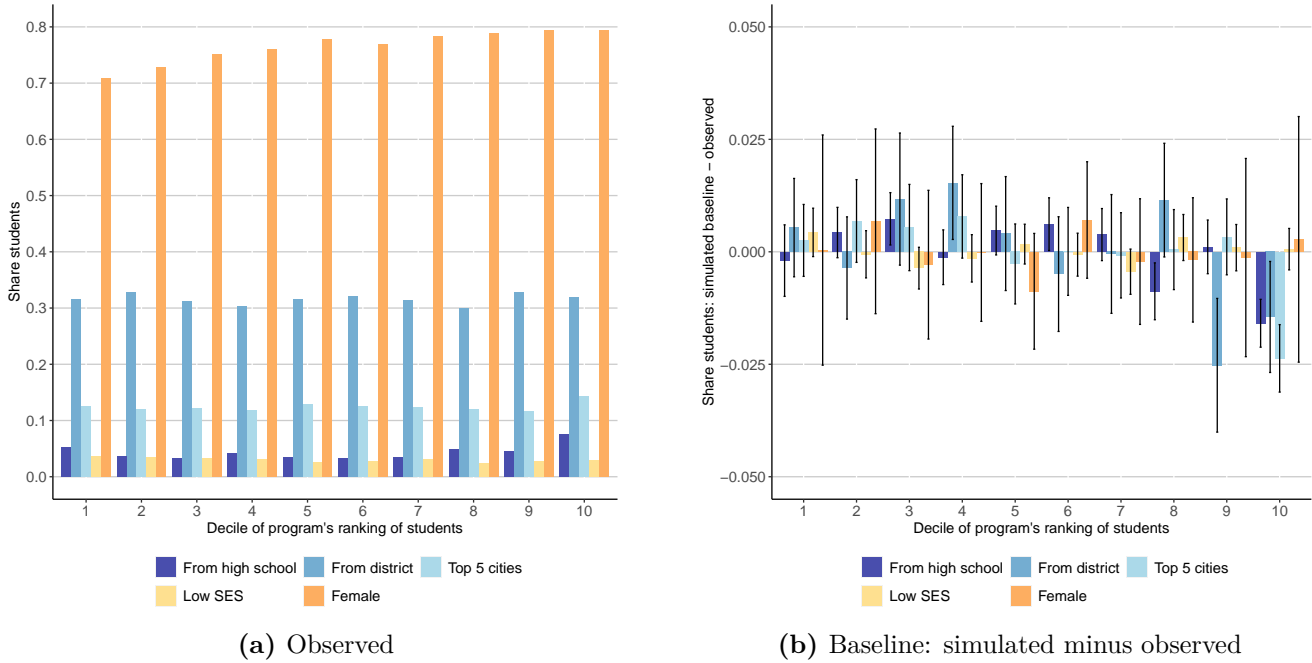 0.8
0.7
0.6
0.5
0.4
0.3
0.2
0.1
0.0
Share students
1 2 3 4 5 6 7 8 9 10
Decile of program's ranking of students
From high school From district Top 5 cities
Low SES Female
(a) Observed
0.050
0.025
0.000
−0.025
−0.050
Share students: simulated baseline − observed
1 2 3 4 5 6 7 8 9 10
Decile of program's ranking of students
From high school From district Top 5 cities
Low SES Female
(b) Baseline: simulated minus observed